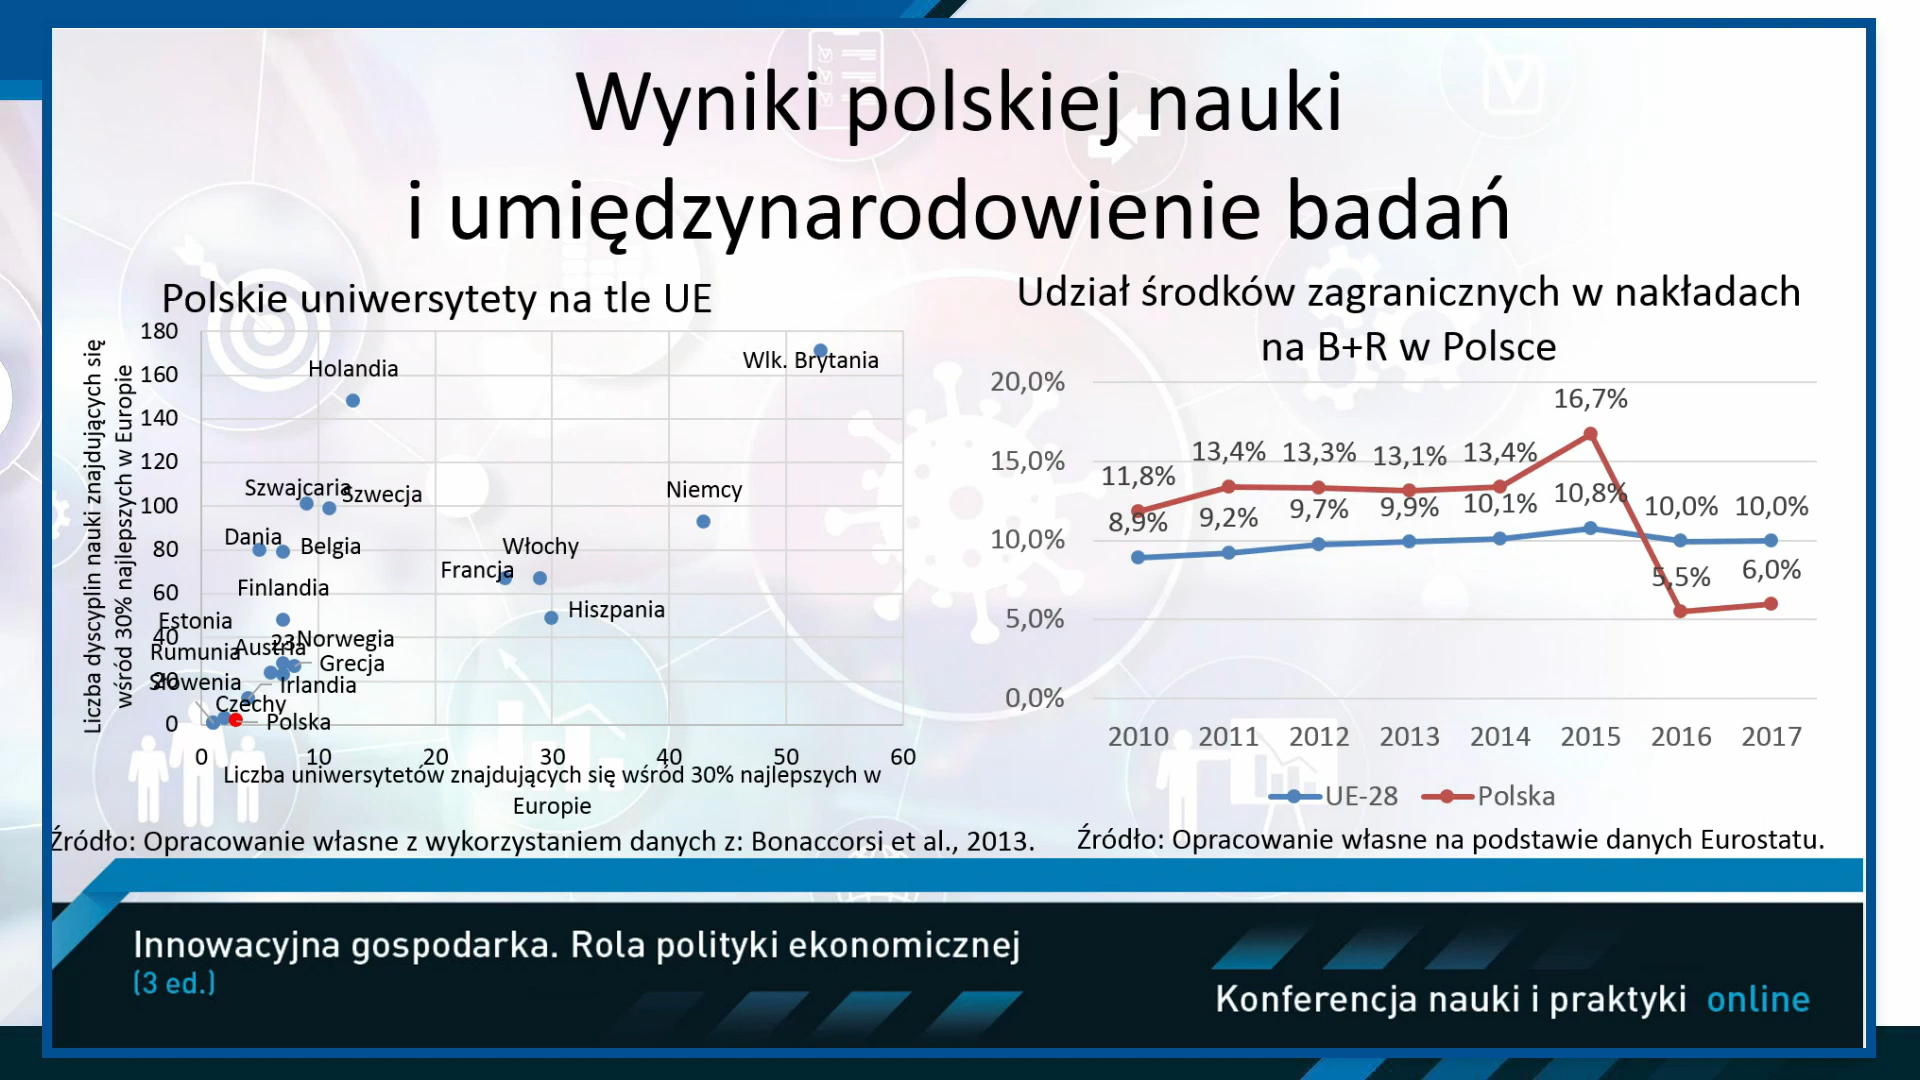 Wyniki polskiej nauki
i umiędzynarodowienie badań
Polskie uniwersytety na tle UE
Liczba dyscyplin nauki znajdujących się
wśród 30% najlepszych w Europie
180
160
140
120
100
80
60
40
20
0
Wlk. Brytania
Holandia
Szwajcaria
Szwecja
Niemcy
Dania
Belgia
Włochy
Francja
Finlandia
Hiszpania
Estonia
23
Norwegia
Rumunia
Austria
Grecja
Słowenia
Irlandia
Czechy
Polska
0 10 20 30 40 50 60
Liczba uniwersytetów znajdujących się wśród 30% najlepszych w
Europie
Źródło: Opracowanie własne z wykorzystaniem danych z: Bonaccorsi et al., 2013.
Udział środków zagranicznych w nakładach
na B+R w Polsce
20,0%
15,0%
10,0%
5,0%
0,0%
11,8% 13,4% 13,3% 13,1% 13,4% 16,7% 5,5% 6,0%
8,9% 9,2% 9,7% 9,9% 10,1% 10,8% 10,0% 10,0%
2010 2011 2012 2013 2014 2015 2016 2017
UE-28 Polska
Źródło: Opracowanie własne na podstawie danych Eurostatu.
Innowacyjna gospodarka. Rola polityki ekonomicznej
(3 ed.)
Konferencja nauki i praktyki online